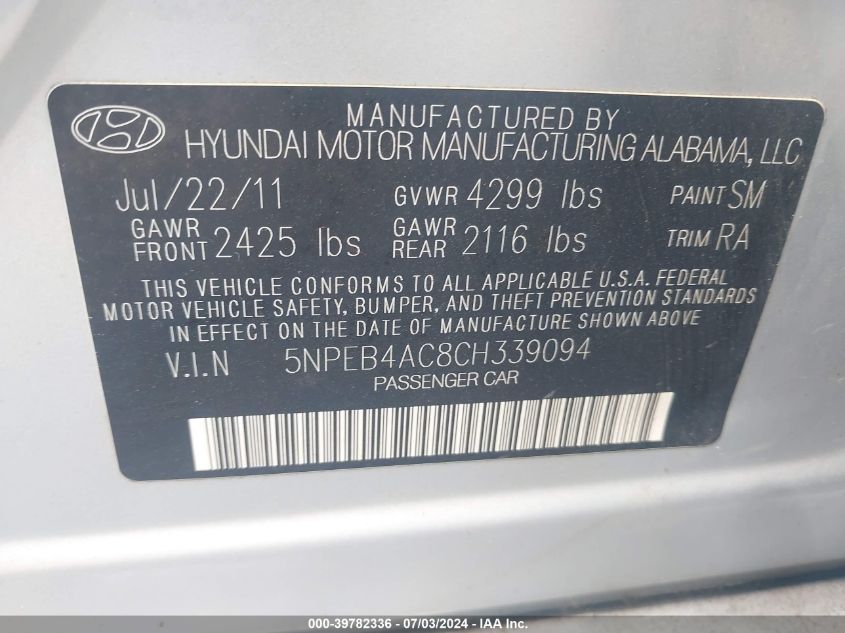 MANUFACTURED BY
HYUNDAI MOTOR MANUFACTURING ALABAMA, LLC
Jul/22/11 GVWR 4299 lbs PAINT SM
GAWR FRONT 2425 lbs GAWR REAR 2116 lbs TRIM RA
THIS VEHICLE CONFORMS TO ALL APPLICABLE U.S.A. FEDERAL
MOTOR VEHICLE SAFETY, BUMPER, AND THEFT PREVENTION STANDARDS
IN EFFECT ON THE DATE OF MANUFACTURE SHOWN ABOVE
V.I.N 5NPEB4AC8CH339094
PASSENGER CAR
000-39782336 - 07/03/2024 - IAA Inc.